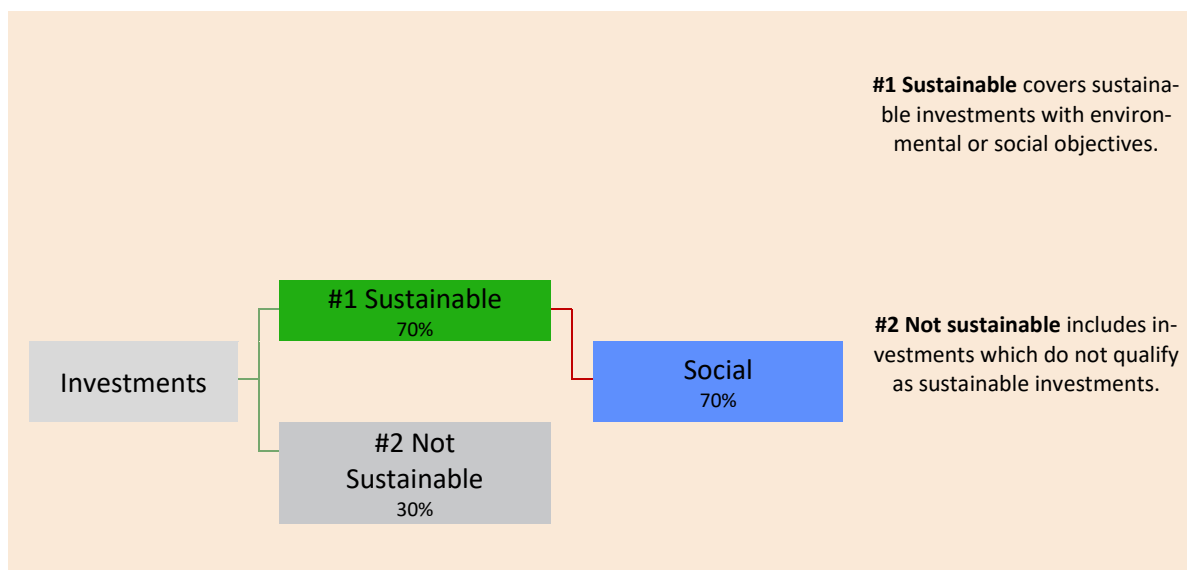 #1 Sustainable covers sustaina-
ble investments with environ-
mental or social objectives.
#1 Sustainable
70%
#2 Not sustainable includes in-
vestments which do not qualify
as sustainable investments.
Investments
Social
70%
#2 Not
Sustainable
30%